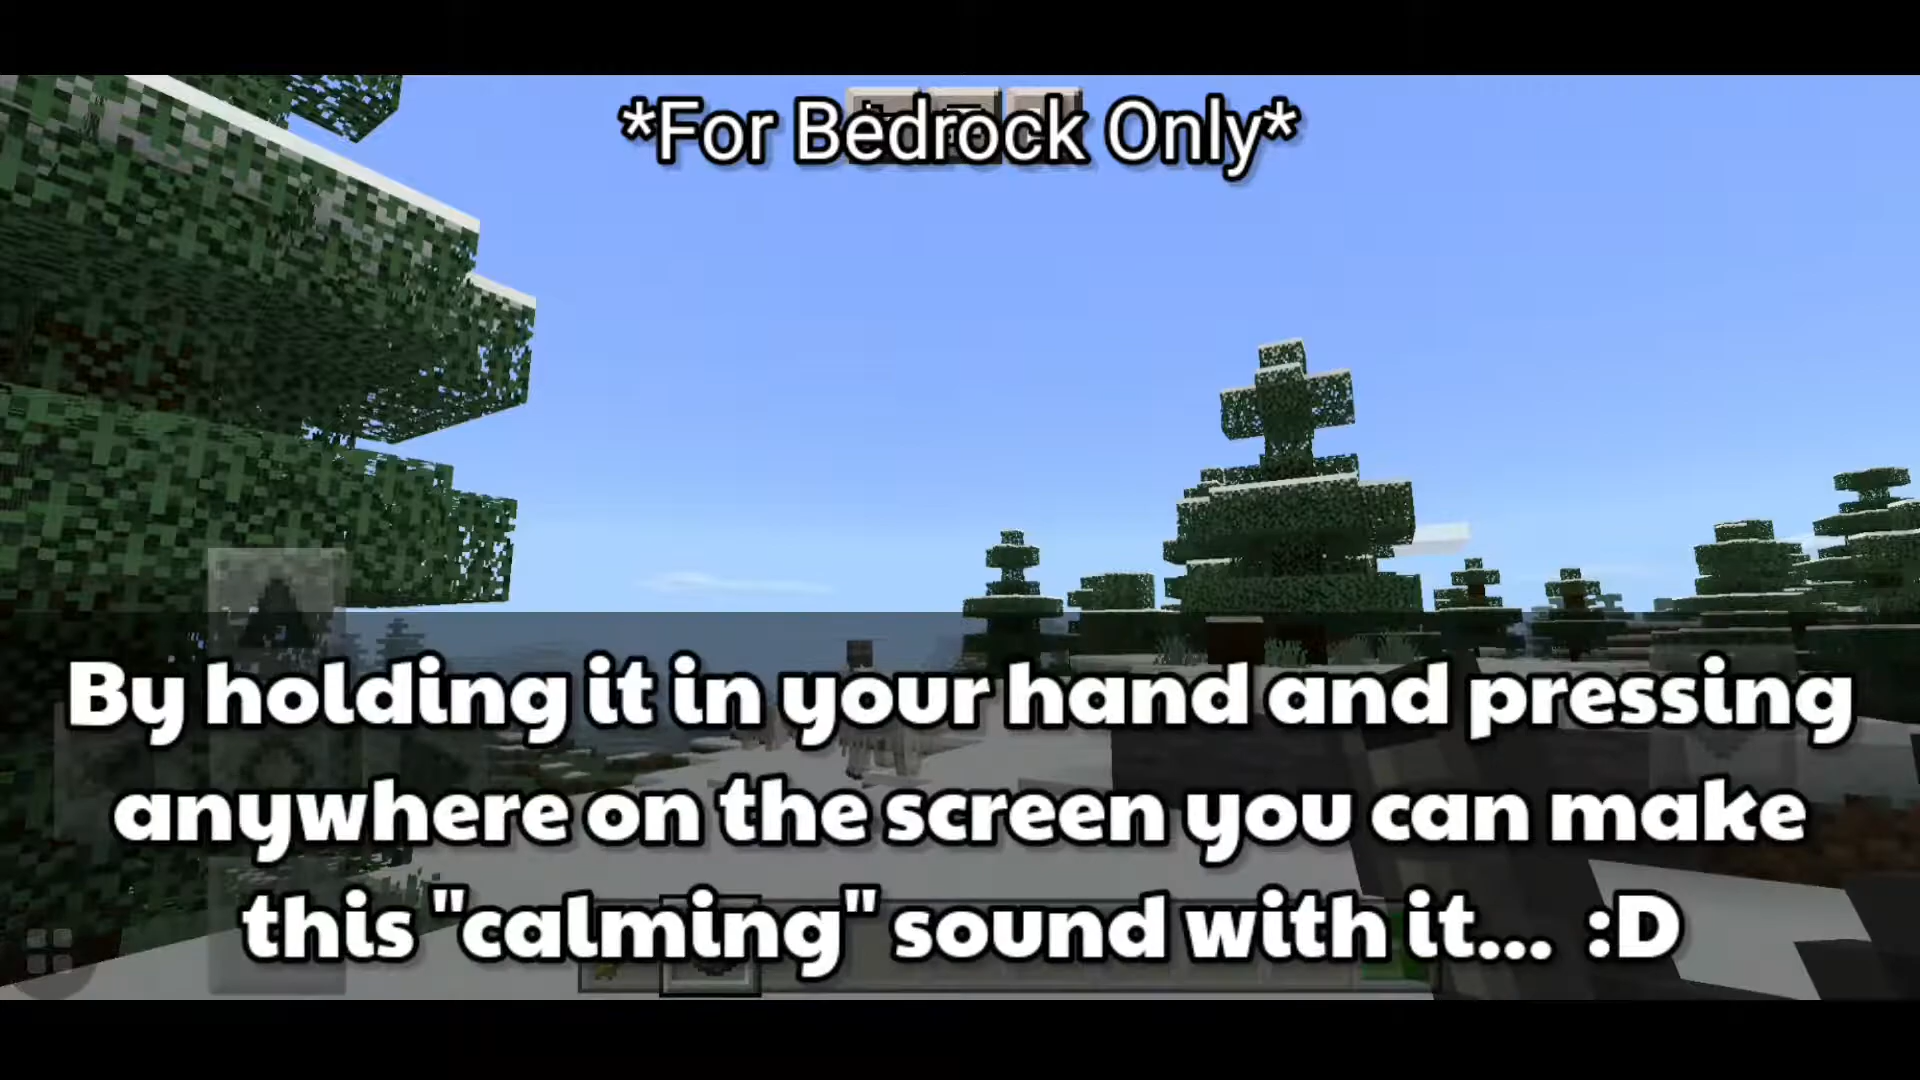 *For Bedrock Only*
By holding it in your hand and pressing
anywhere on the screen you can make
this "calming" sound with it... :D